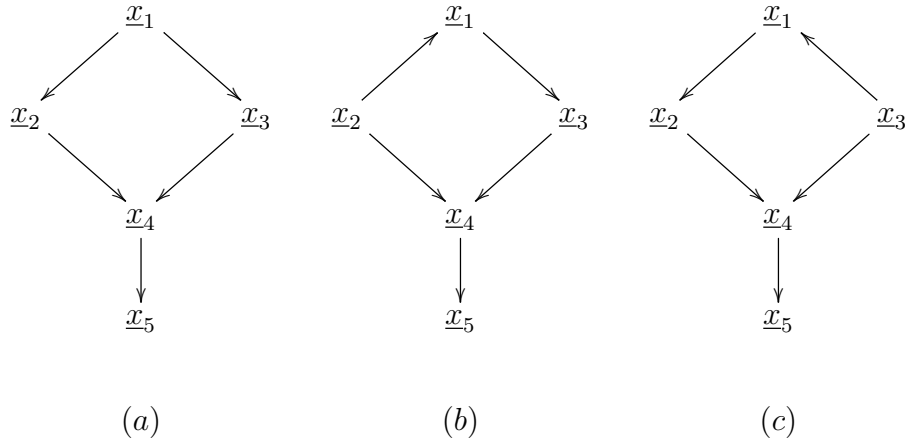 x₁ x₁ x₁
x₂ x₃ x₂ x₃ x₂ x₃
x₄ x₄ x₄
x₅ x₅ x₅
(a) (b) (c)